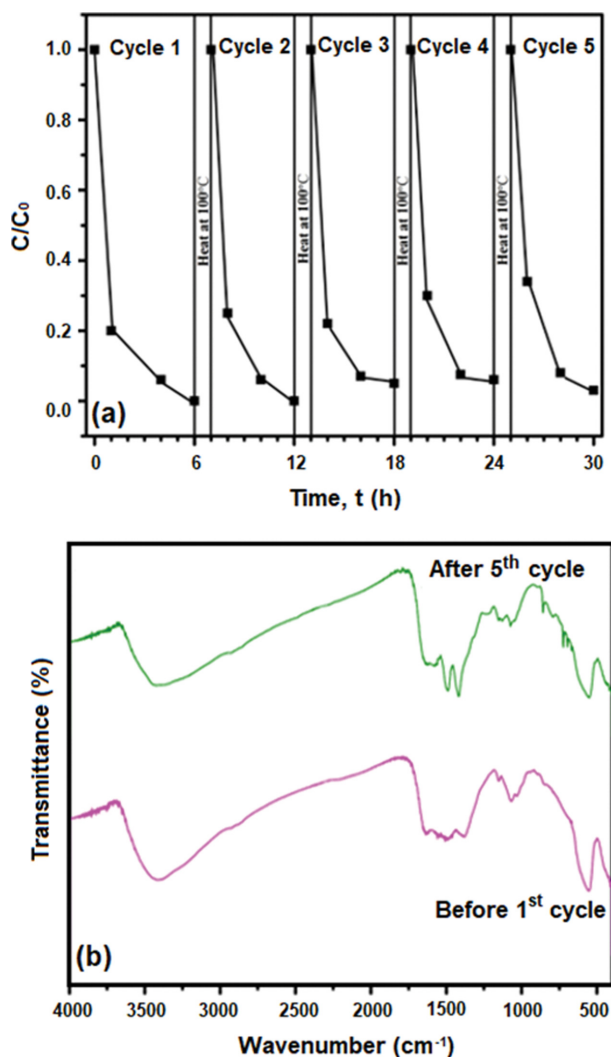 Cycle 1 Cycle 2 Cycle 3 Cycle 4 Cycle 5
1.0
0.8
0.6
0.4
0.2
0.0
C/C₀
Heat at 100°C
Heat at 100°C
Heat at 100°C
Heat at 100°C
(a)
0 6 12 18 24 30
Time, t (h)
After 5ᵗʰ cycle
Transmittance (%)
Before 1ˢᵗ cycle
(b)
4000 3500 3000 2500 2000 1500 1000 500
Wavenumber (cm⁻¹)